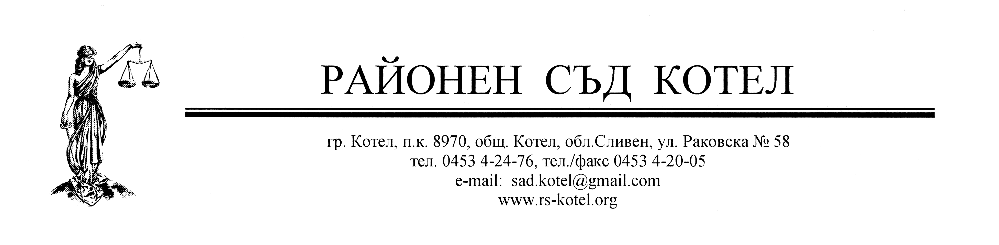 РАЙОНЕН СЪД КОТЕЛ
гр. Котел, п.к. 8970, общ. Котел, обл.Сливен, ул. Раковска № 58
тел. 0453 4-24-76, тел./факс 0453 4-20-05
e-mail: sad.kotel@gmail.com
www.rs-kotel.org